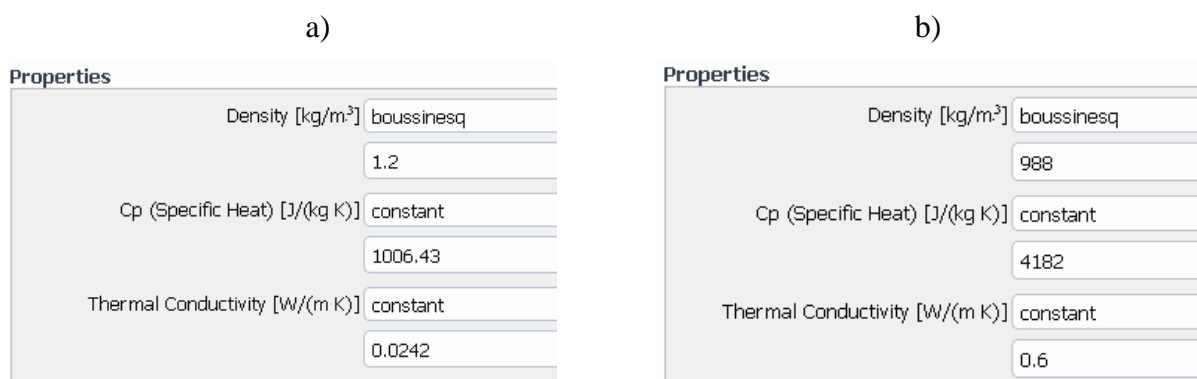 a)
Properties
Density [kg/m³] boussinesq
1.2
Cp (Specific Heat) [J/(kg K)] constant
1006.43
Thermal Conductivity [W/(m K)] constant
0.0242
b)
Properties
Density [kg/m³] boussinesq
988
Cp (Specific Heat) [J/(kg K)] constant
4182
Thermal Conductivity [W/(m K)] constant
0.6